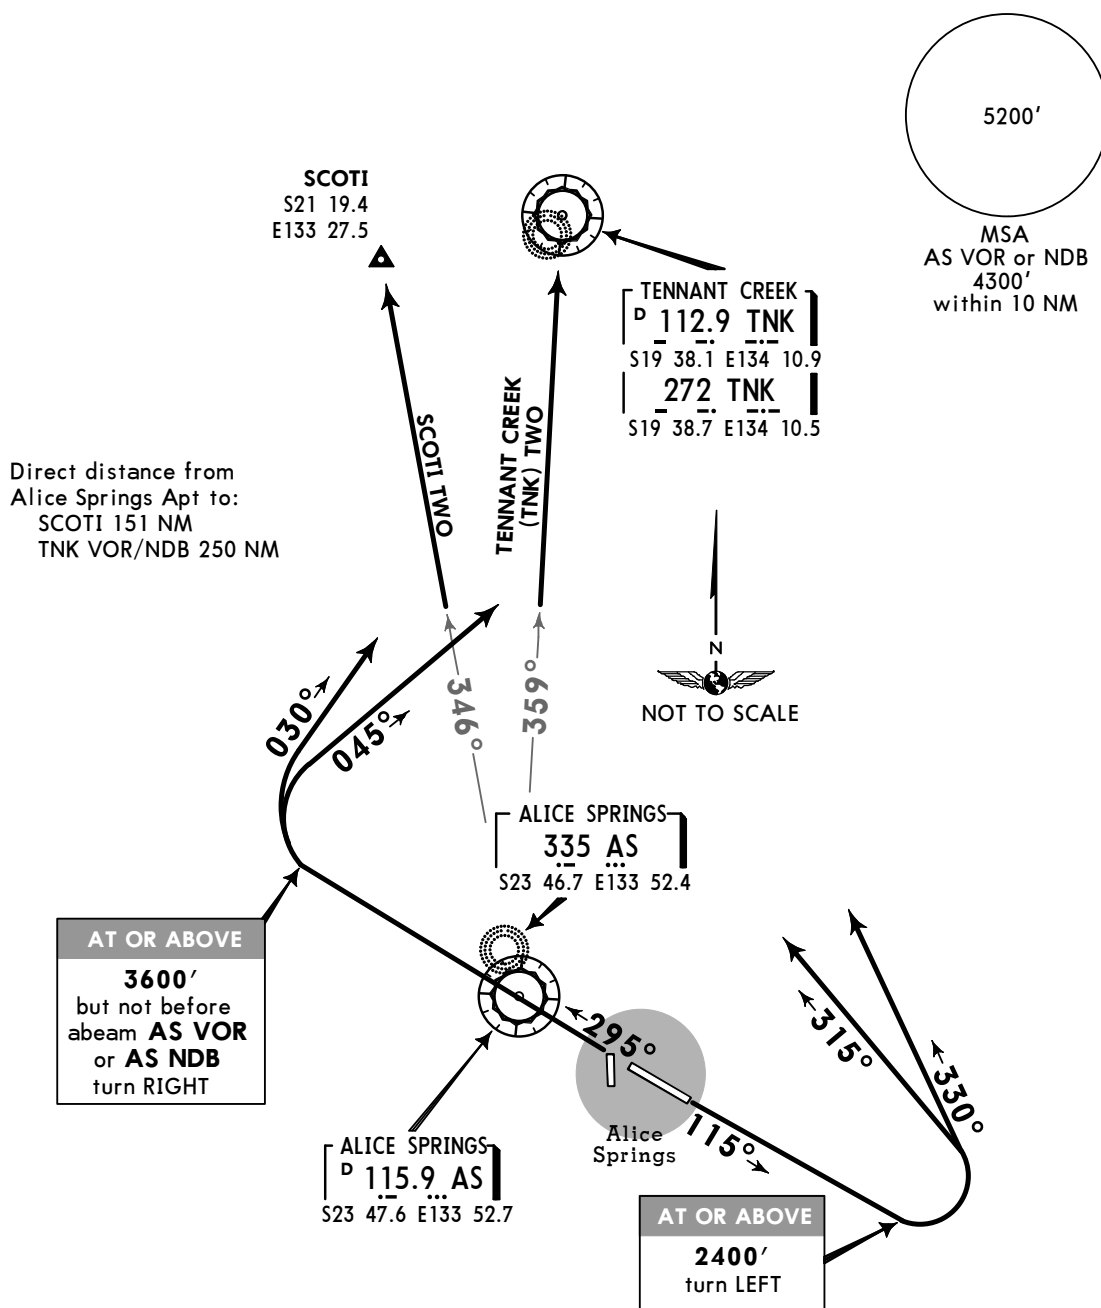 5200′
MSA
AS VOR or NDB
4300′
within 10 NM
SCOTI
S21 19.4
E133 27.5
TENNANT CREEK
D 112.9 TNK
S19 38.1 E134 10.9
272 TNK
S19 38.7 E134 10.5
SCOTI TWO
TENNANT CREEK
(TNK) TWO
Direct distance from
Alice Springs Apt to:
SCOTI 151 NM
TNK VOR/NDB 250 NM
N
NOT TO SCALE
030°
045°
346°
359°
ALICE SPRINGS
335 AS
S23 46.7 E133 52.4
AT OR ABOVE
3600′
but not before
abeam AS VOR
or AS NDB
turn RIGHT
295°
315°
330°
115°
Alice
Springs
ALICE SPRINGS
D 115.9 AS
S23 47.6 E133 52.7
AT OR ABOVE
2400′
turn LEFT